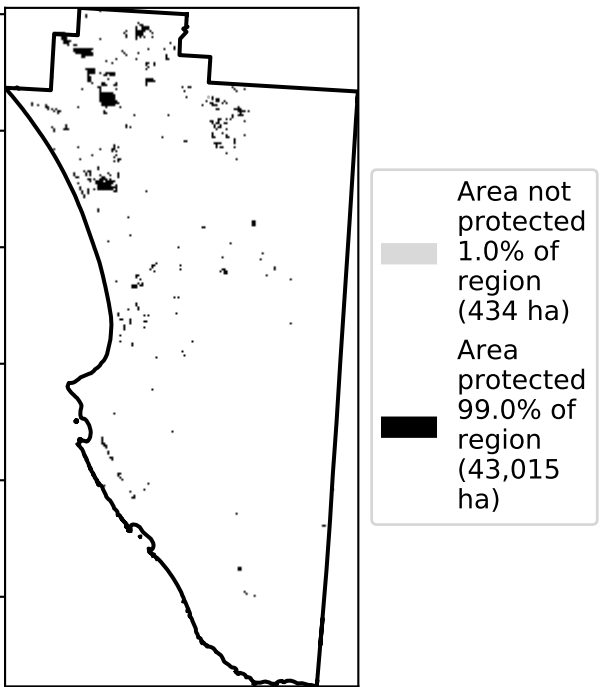 Area not
protected
1.0% of
region
(434 ha)
Area
protected
99.0% of
region
(43,015
ha)